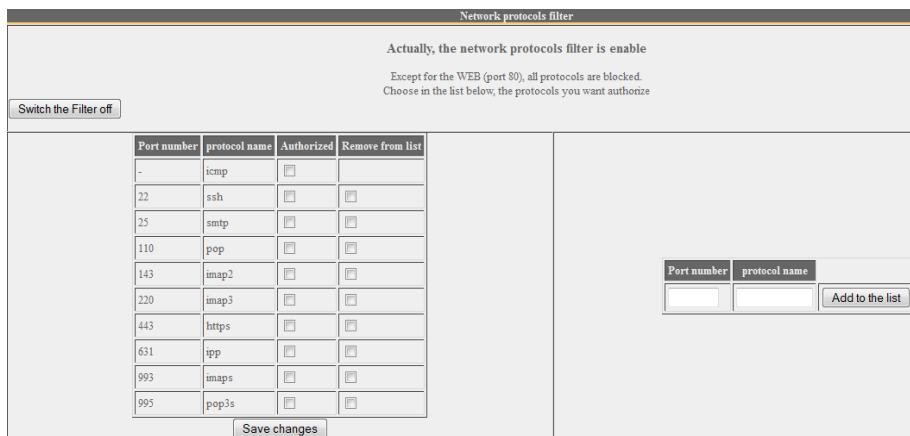 Network protocols filter
Actually, the network protocols filter is enable
Except for the WEB (port 80), all protocols are blocked.
Choose in the list below, the protocols you want authorize
Switch the Filter off
Port number protocol name Authorized Remove from list
- icmp
22 ssh
25 smtp
110 pop
143 imap2
220 imap3
443 https
631 ipp
993 imaps
995 pop3s
Save changes
Port number protocol name
Add to the list